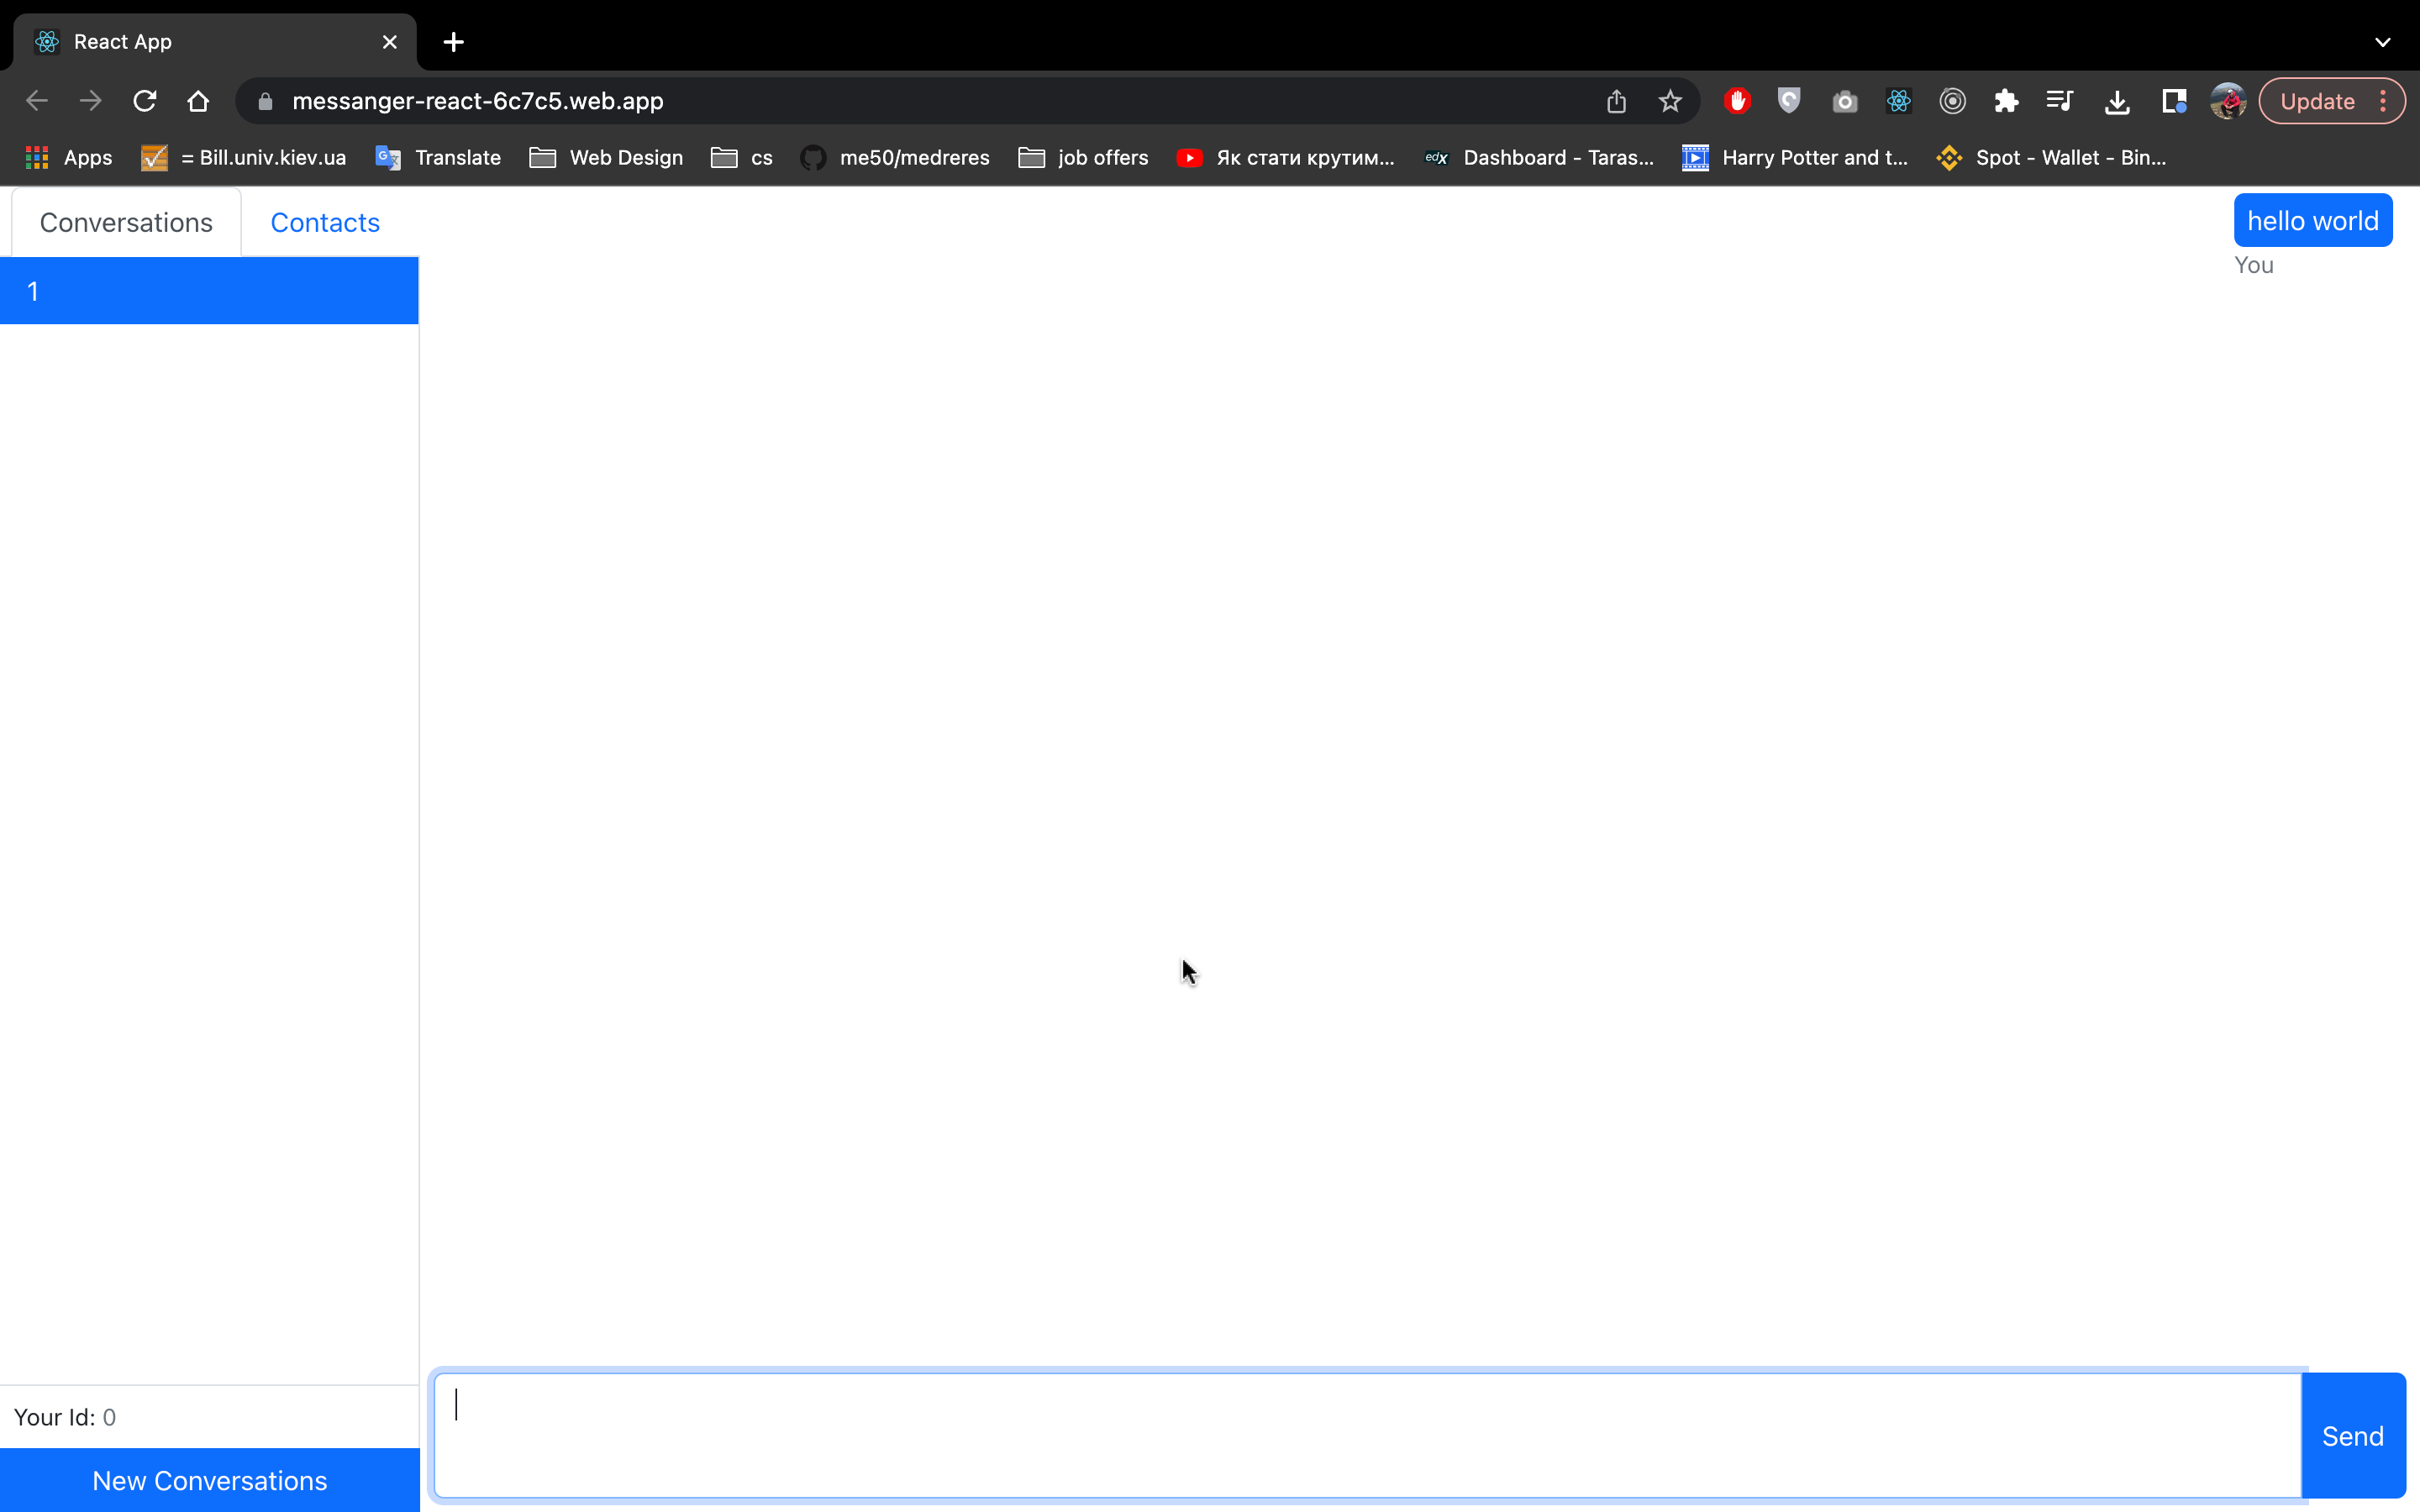 React App
messanger-react-6c7c5.web.app
Update
Apps
= Bill.univ.kiev.ua
Translate
Web Design
cs
me50/medreres
job offers
Як стати крутим...
edX
Dashboard - Taras...
Harry Potter and t...
Spot - Wallet - Bin...
Conversations
Contacts
hello world
You
1
Your Id: 0
New Conversations
Send